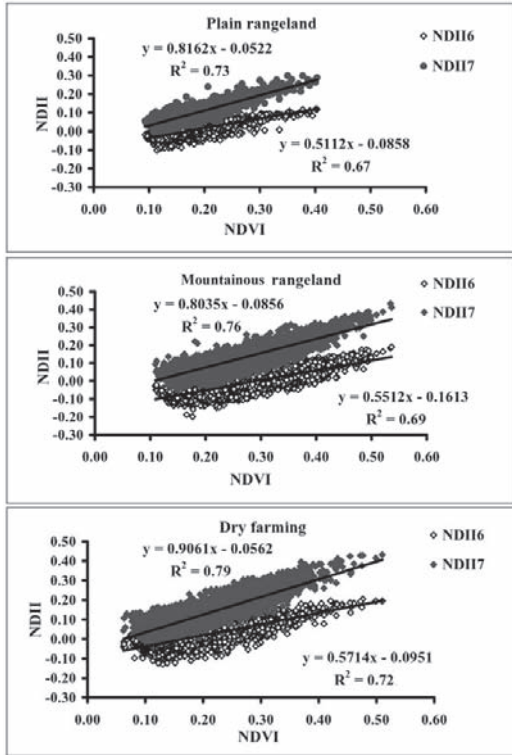 Plain rangeland
y = 0.8162x - 0.0522
R² = 0.73
NDII6
NDII7
0.50
0.40
0.30
0.20
0.10
0.00
-0.10
-0.20
-0.30
NDII
y = 0.5112x - 0.0858
R² = 0.67
0.00 0.10 0.20 0.30 0.40 0.50 0.60
NDVI
Mountainous rangeland
y = 0.8035x - 0.0856
R² = 0.76
NDII6
NDII7
0.50
0.40
0.30
0.20
0.10
0.00
-0.10
-0.20
-0.30
NDII
y = 0.5512x - 0.1613
R² = 0.69
0.00 0.10 0.20 0.30 0.40 0.50 0.60
NDVI
Dry farming
y = 0.9061x - 0.0562
R² = 0.79
NDII6
NDII7
0.50
0.40
0.30
0.20
0.10
0.00
-0.10
-0.20
-0.30
NDII
y = 0.5714x - 0.0951
R² = 0.72
0.00 0.10 0.20 0.30 0.40 0.50 0.60
NDVI